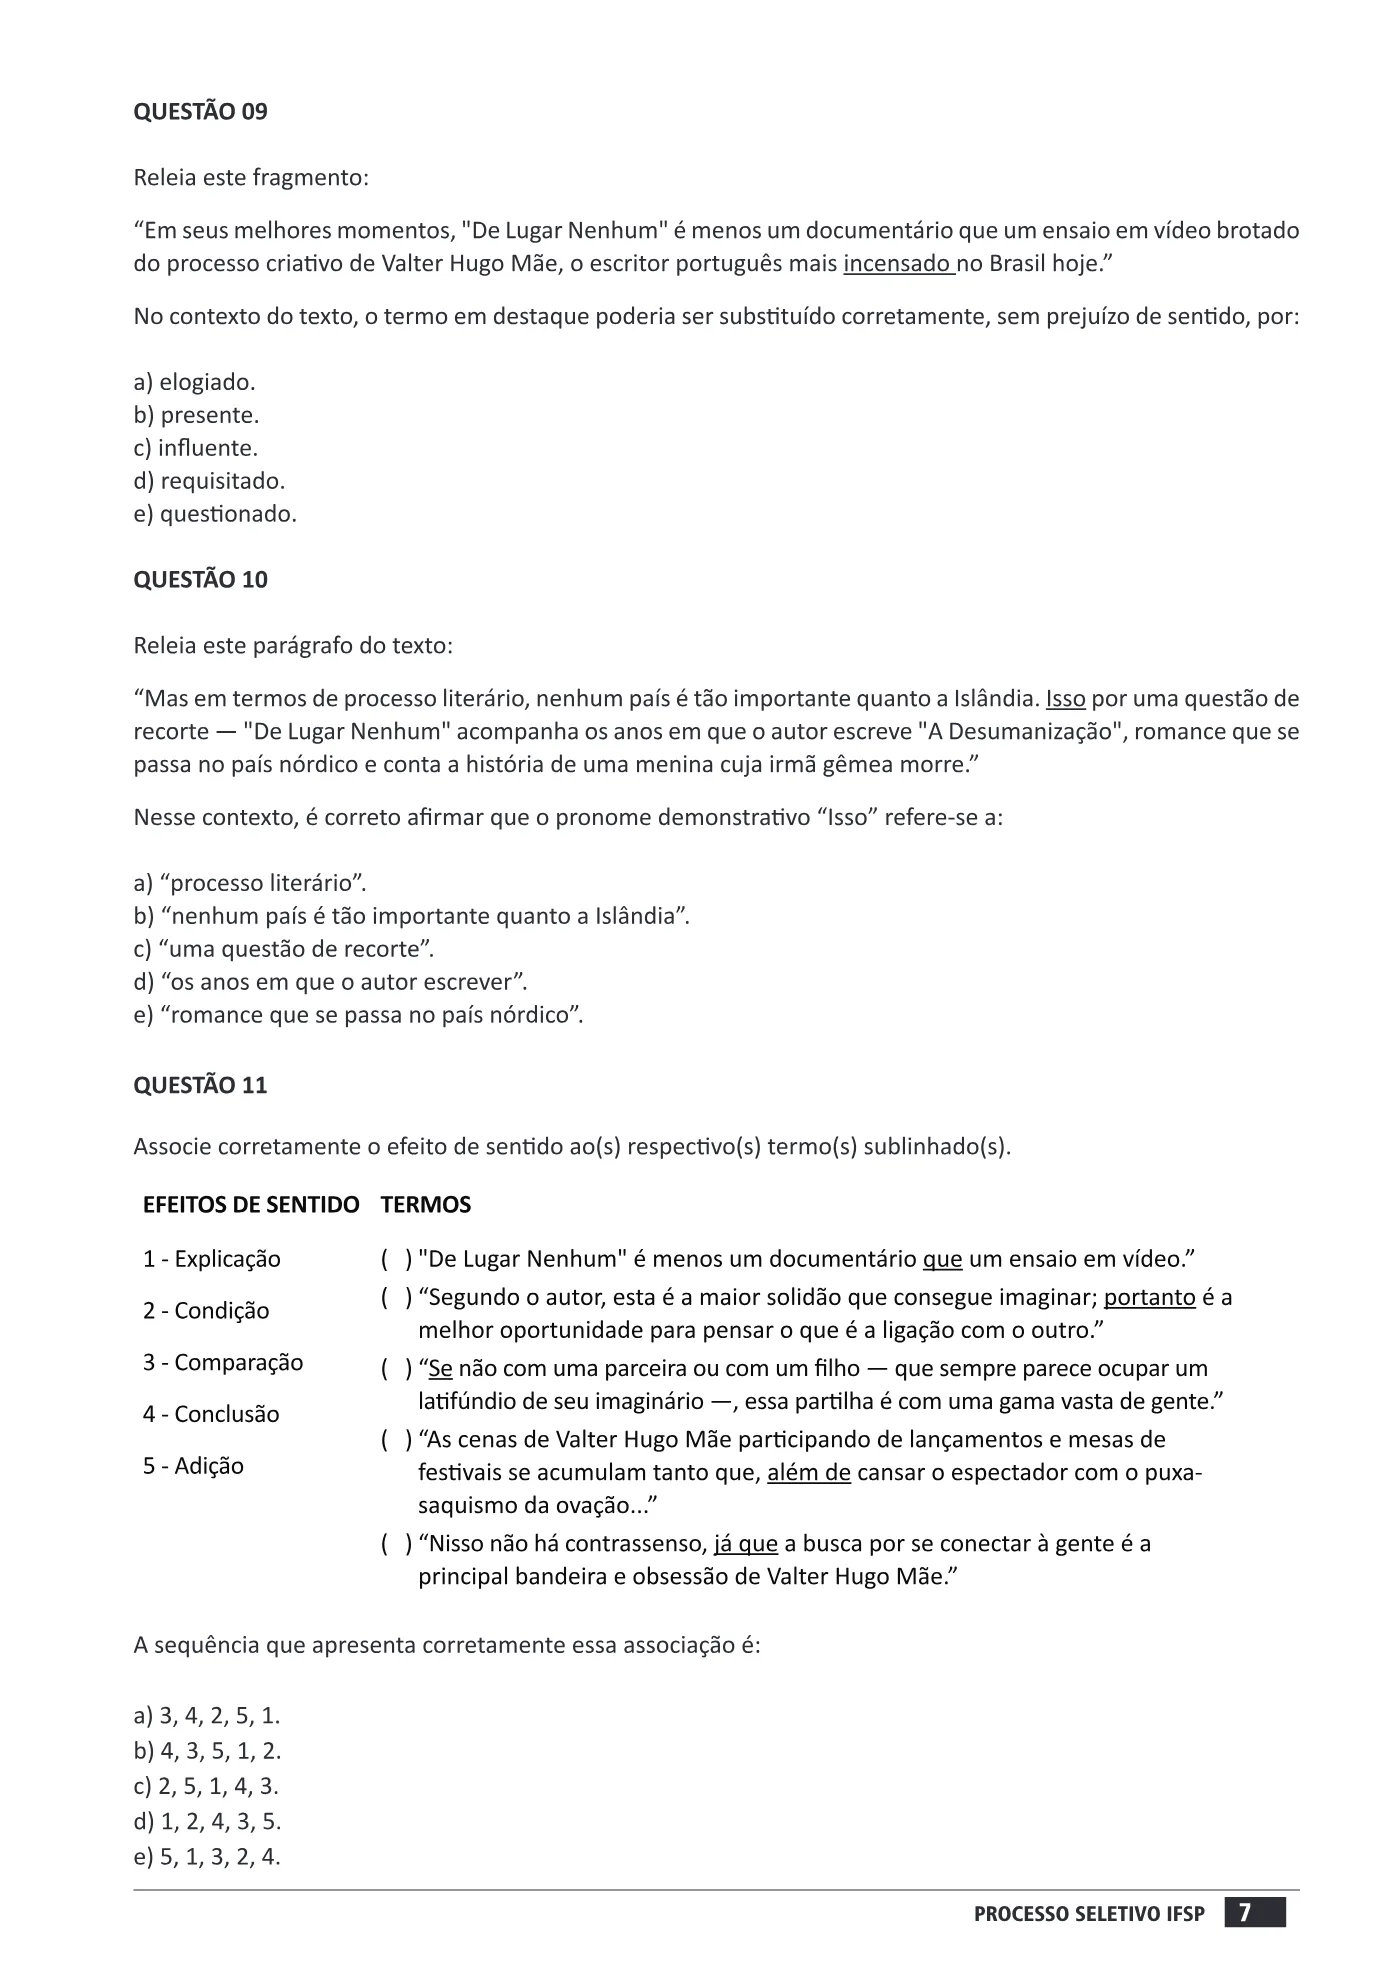 QUESTÃO 09
Releia este fragmento:
“Em seus melhores momentos, "De Lugar Nenhum" é menos um documentário que um ensaio em vídeo brotado
do processo criativo de Valter Hugo Mãe, o escritor português mais incensado no Brasil hoje.”
No contexto do texto, o termo em destaque poderia ser substituído corretamente, sem prejuízo de sentido, por:
a) elogiado.
b) presente.
c) influente.
d) requisitado.
e) questionado.
QUESTÃO 10
Releia este parágrafo do texto:
“Mas em termos de processo literário, nenhum país é tão importante quanto a Islândia. Isso por uma questão de
recorte — "De Lugar Nenhum" acompanha os anos em que o autor escreve "A Desumanização", romance que se
passa no país nórdico e conta a história de uma menina cuja irmã gêmea morre.”
Nesse contexto, é correto afirmar que o pronome demonstrativo “Isso” refere-se a:
a) “processo literário”.
b) “nenhum país é tão importante quanto a Islândia”.
c) “uma questão de recorte”.
d) “os anos em que o autor escrever”.
e) “romance que se passa no país nórdico”.
QUESTÃO 11
Associe corretamente o efeito de sentido ao(s) respectivo(s) termo(s) sublinhado(s).
EFEITOS DE SENTIDO TERMOS
1 - Explicação
2 - Condição
3 - Comparação
4 - Conclusão
5 - Adição
( ) "De Lugar Nenhum" é menos um documentário que um ensaio em vídeo.”
( ) “Segundo o autor, esta é a maior solidão que consegue imaginar; portanto é a
melhor oportunidade para pensar o que é a ligação com o outro.”
( ) “Se não com uma parceira ou com um filho — que sempre parece ocupar um
latifúndio de seu imaginário —, essa partilha é com uma gama vasta de gente.”
( ) “As cenas de Valter Hugo Mãe participando de lançamentos e mesas de
festivais se acumulam tanto que, além de cansar o espectador com o puxa-
saquismo da ovação...”
( ) “Nisso não há contrassenso, já que a busca por se conectar à gente é a
principal bandeira e obsessão de Valter Hugo Mãe.”
A sequência que apresenta corretamente essa associação é:
a) 3, 4, 2, 5, 1.
b) 4, 3, 5, 1, 2.
c) 2, 5, 1, 4, 3.
d) 1, 2, 4, 3, 5.
e) 5, 1, 3, 2, 4.
PROCESSO SELETIVO IFSP 7